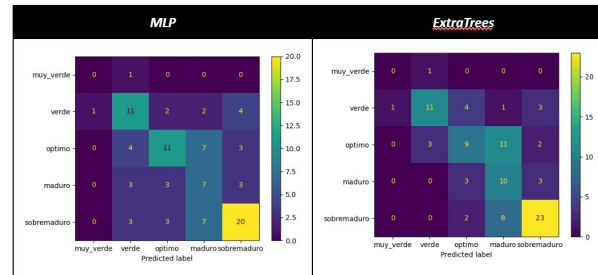 MLP
ExtraTrees
muy_verde 0 1 0 0 0
verde 1 11 2 2 4
optimo 0 4 11 7 3
maduro 0 3 3 7 3
sobremaduro 0 3 3 7 20
muy_verde verde optimo maduro sobremaduro
Predicted label
20.0
17.5
15.0
12.5
10.0
7.5
5.0
2.5
0.0
muy_verde 0 1 0 0 0
verde 1 11 4 1 3
optimo 0 3 9 11 2
maduro 0 0 3 10 3
sobremaduro 0 0 2 8 23
muy_verde verde optimo maduro sobremaduro
Predicted label
20
15
10
5
0